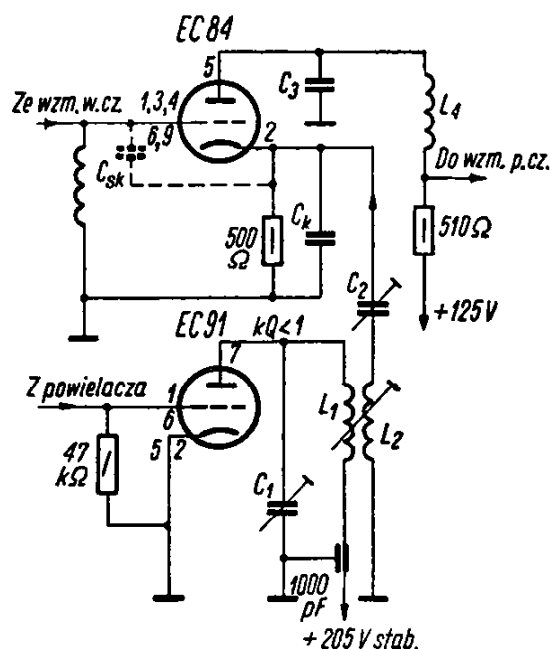 EC84
5
Ze wzm. w.cz.
1,3,4
6,9
2
C3
L4
Csk
Do wzm. p.cz.
500
Ω
Ck
510Ω
C2
+125V
EC91
7
kQ<1
Z powielacza
1
6
5
2
47
kΩ
C1
L1
L2
1000
pF
+205V stab.